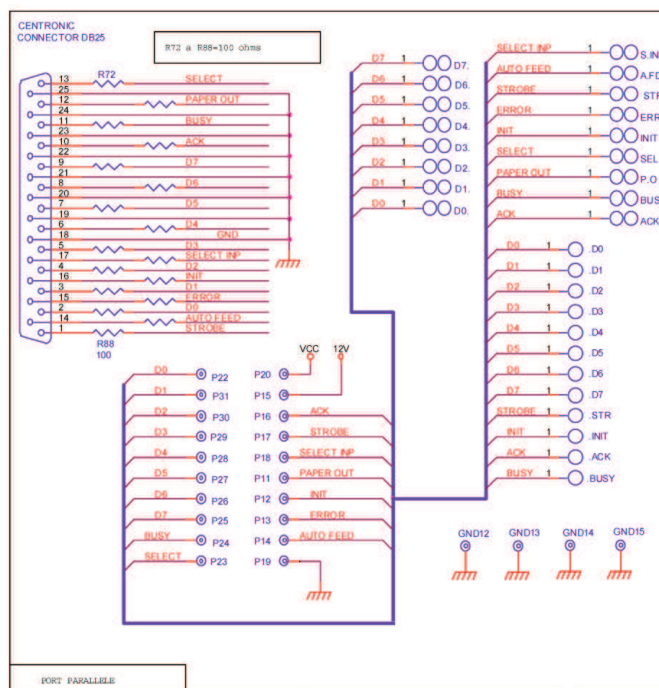 CENTRONIC
CONNECTOR DB25
R72 a R88=100 ohms
13 R72 SELECT
25
12 PAPER OUT
24
11 BUSY
23
10 ACK
22
9 D7
21
8 D6
20
7 D5
19
6 D4
18 GND
5 D3
17 SELECT INP
4 D2
16 INIT
3 D1
15 ERROR
2 D0
14 AUTO FEED
1 STROBE
R88
100
D7 1 D7.
D6 1 D6.
D5 1 D5.
D4 1 D4.
D3 1 D3.
D2 1 D2.
D1 1 D1.
D0 1 D0.
SELECT INP 1 S.IN
AUTO FEED 1 A.FD
STROBE 1 STR
ERROR 1 ERR
INIT 1 INIT
SELECT 1 SEL
PAPER OUT 1 P.O
BUSY 1 BUS
ACK 1 ACK
D0 1 .D0
D1 1 .D1
D2 1 .D2
D3 1 .D3
D4 1 .D4
D5 1 .D5
D6 1 .D6
D7 1 .D7
STROBE 1 .STR
INIT 1 .INIT
ACK 1 .ACK
BUSY 1 .BUSY
VCC 12V
D0 P22 P20
D1 P31 P15
D2 P30 P16 ACK
D3 P29 P17 STROBE
D4 P28 P18 SELECT INP
D5 P27 P11 PAPER OUT
D6 P26 P12 INIT
D7 P25 P13 ERROR
BUSY P24 P14 AUTO FEED
SELECT P23 P19
GND12 GND13 GND14 GND15
PORT PARALLELE